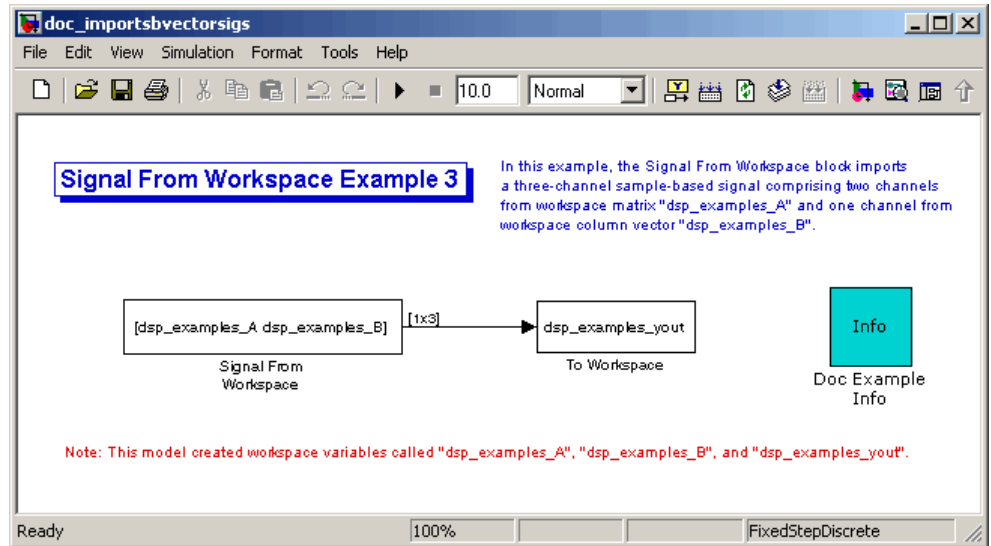 doc_importsbvectorsigs
File Edit View Simulation Format Tools Help
10.0 Normal
Signal From Workspace Example 3
In this example, the Signal From Workspace block imports
a three-channel sample-based signal comprising two channels
from workspace matrix "dsp_examples_A" and one channel from
workspace column vector "dsp_examples_B".
[dsp_examples_A dsp_examples_B]
[1x3]
dsp_examples_yout
Info
Signal From
Workspace
To Workspace
Doc Example
Info
Note: This model created workspace variables called "dsp_examples_A", "dsp_examples_B", and "dsp_examples_yout".
Ready 100% FixedStepDiscrete